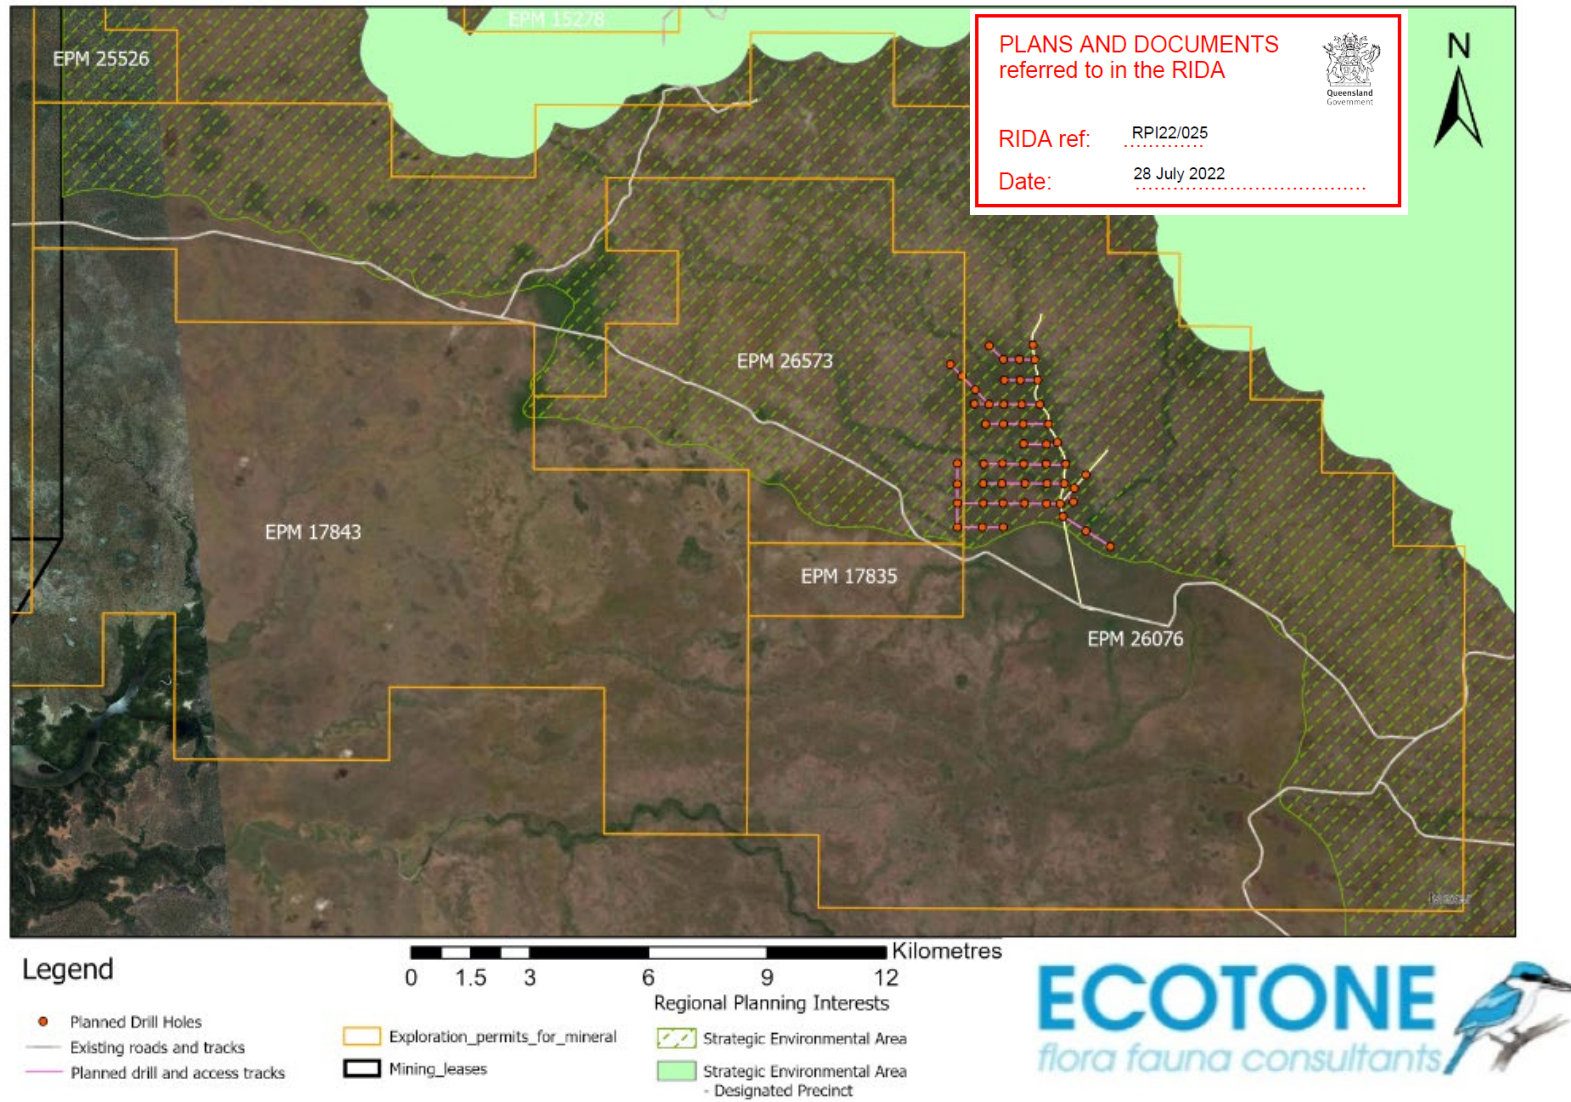 EPM 15278
EPM 25526
PLANS AND DOCUMENTS
referred to in the RIDA
Queensland
Government
RIDA ref: RPI22/025
Date: 28 July 2022
N
EPM 26573
EPM 17843
EPM 17835
EPM 26076
Kilometres
0 1.5 3 6 9 12
Legend
Planned Drill Holes
Existing roads and tracks
Planned drill and access tracks
Exploration_permits_for_mineral
Mining_leases
Regional Planning Interests
Strategic Environmental Area
Strategic Environmental Area
- Designated Precinct
ECOTONE
flora fauna consultants